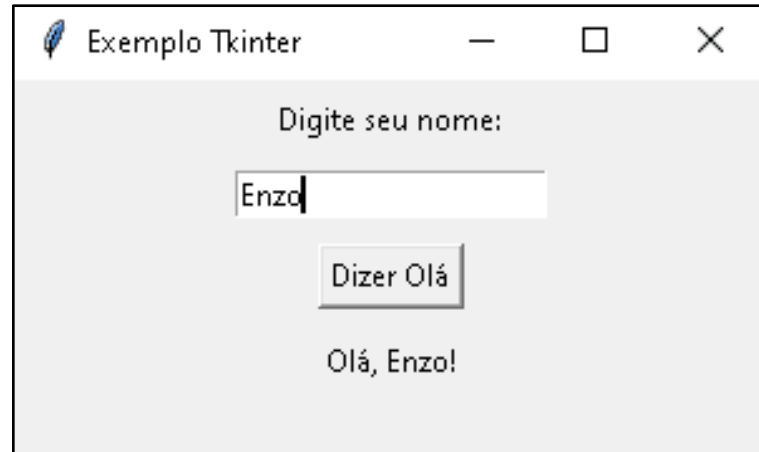 Exemplo Tkinter
Digite seu nome:
Enzo
Dizer Olá
Olá, Enzo!